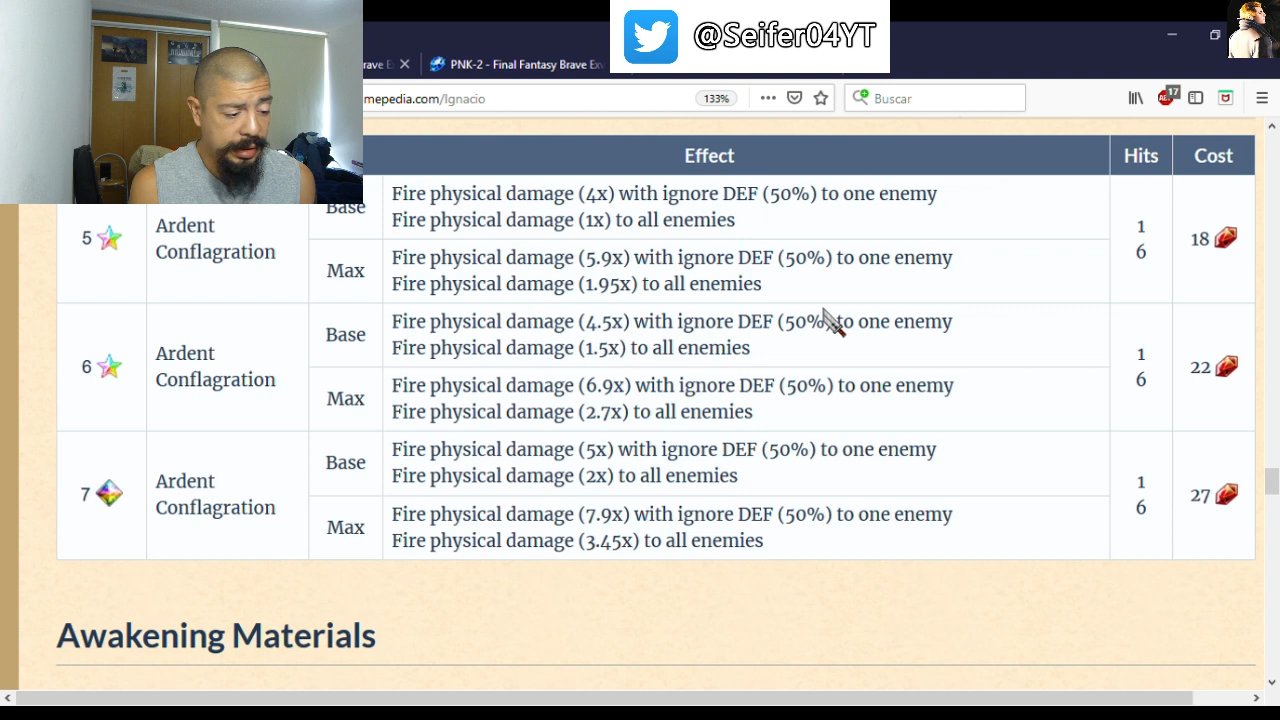 @Seifer04YT
PNK-2 - Final Fantasy Brave Ex
mepedia.com/Ignacio
133%
Buscar
17
Effect
Hits
Cost
5
Ardent
Conflagration
Base
Fire physical damage (4x) with ignore DEF (50%) to one enemy
Fire physical damage (1x) to all enemies
Max
Fire physical damage (5.9x) with ignore DEF (50%) to one enemy
Fire physical damage (1.95x) to all enemies
1
6
18
6
Ardent
Conflagration
Base
Fire physical damage (4.5x) with ignore DEF (50%) to one enemy
Fire physical damage (1.5x) to all enemies
Max
Fire physical damage (6.9x) with ignore DEF (50%) to one enemy
Fire physical damage (2.7x) to all enemies
1
6
22
7
Ardent
Conflagration
Base
Fire physical damage (5x) with ignore DEF (50%) to one enemy
Fire physical damage (2x) to all enemies
Max
Fire physical damage (7.9x) with ignore DEF (50%) to one enemy
Fire physical damage (3.45x) to all enemies
1
6
27
Awakening Materials